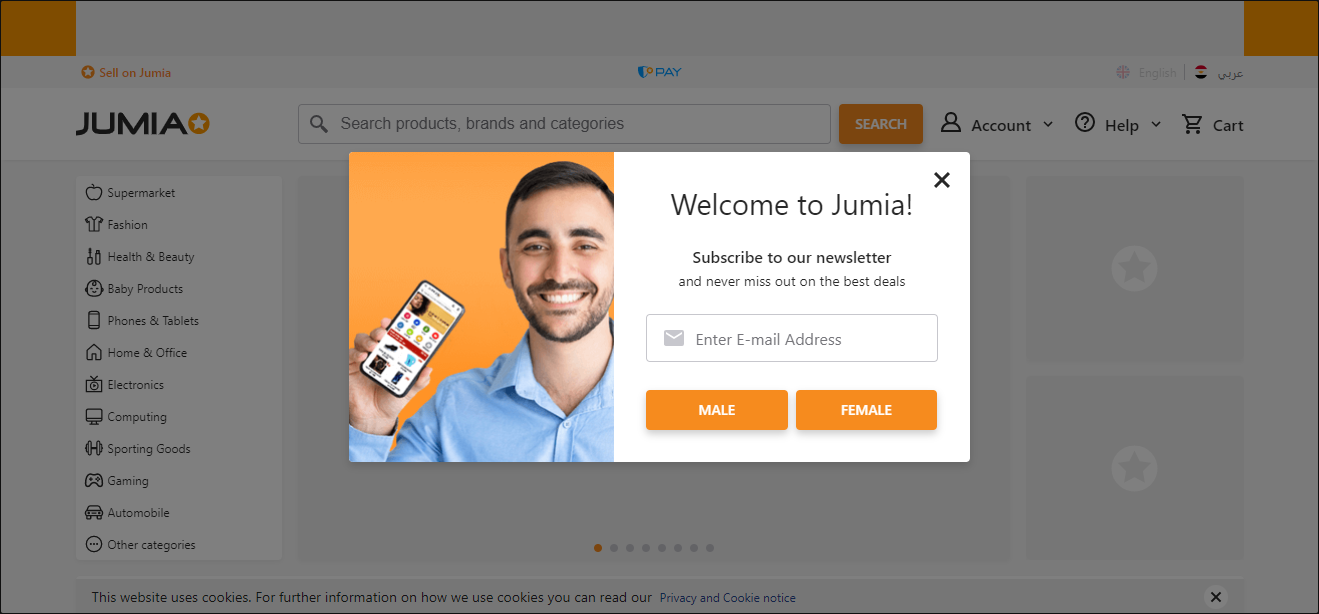 Sell on Jumia
PAY
English
عربي
JUMIA
Search products, brands and categories
SEARCH
Account
Help
Cart
Supermarket
Fashion
Health & Beauty
Baby Products
Phones & Tablets
Home & Office
Electronics
Computing
Sporting Goods
Gaming
Automobile
Other categories
Welcome to Jumia!
Subscribe to our newsletter
and never miss out on the best deals
Enter E-mail Address
MALE
FEMALE
This website uses cookies. For further information on how we use cookies you can read our Privacy and Cookie notice